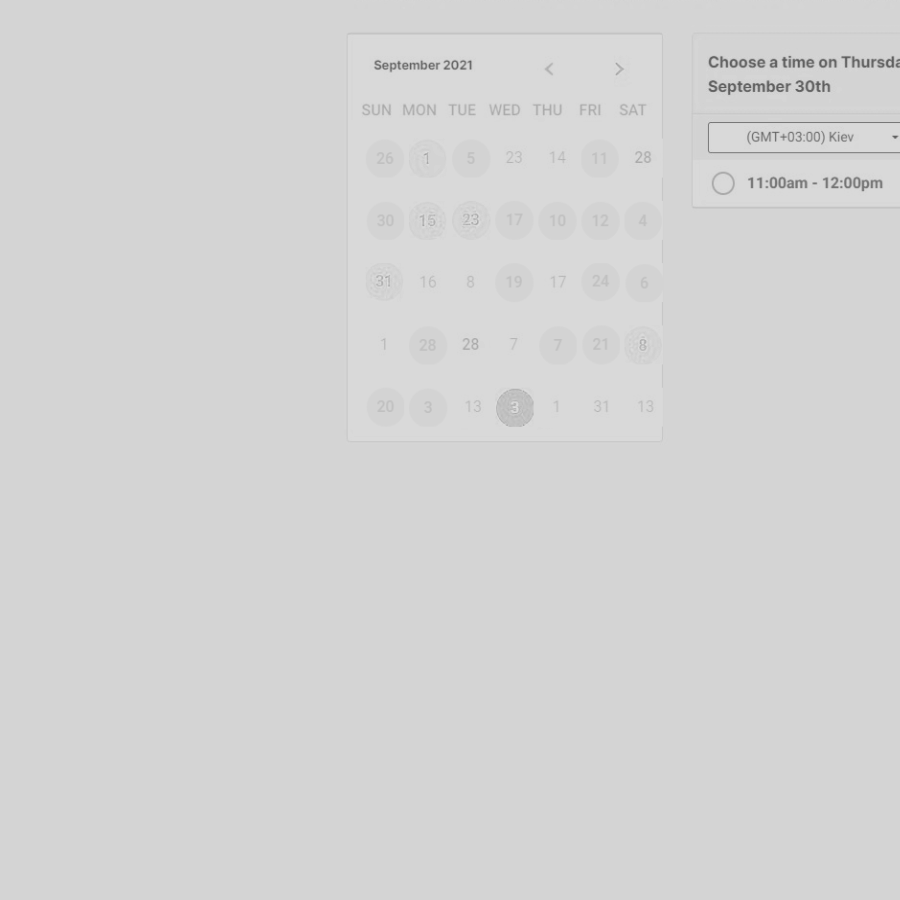 September 2021
SUN MON TUE WED THU FRI SAT
26 1 5 23 14 11 28
30 15 23 17 10 12 4
31 16 8 19 17 24 6
1 28 28 7 7 21 8
20 3 13 3 1 31 13
Choose a time on Thursda
September 30th
(GMT+03:00) Kiev
11:00am - 12:00pm